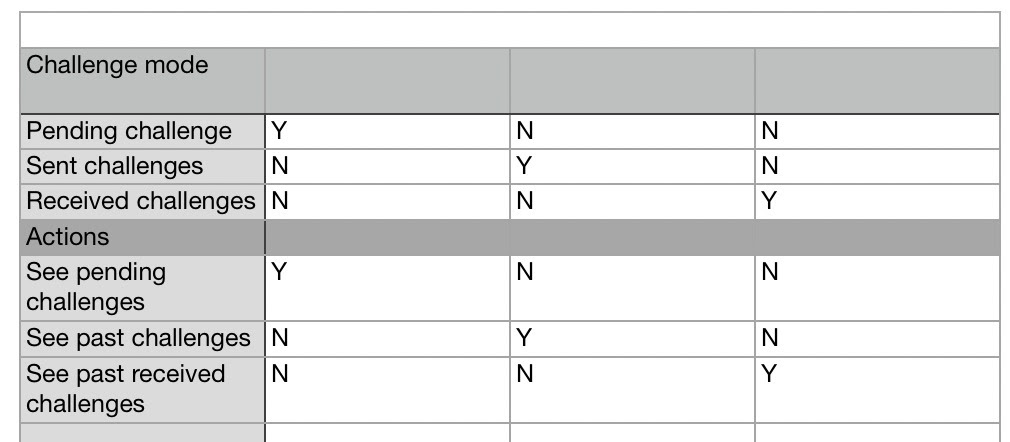 Challenge mode
Pending challenge Y N N
Sent challenges N Y N
Received challenges N N Y
Actions
See pending Y N N
challenges
See past challenges N Y N
See past received N N Y
challenges